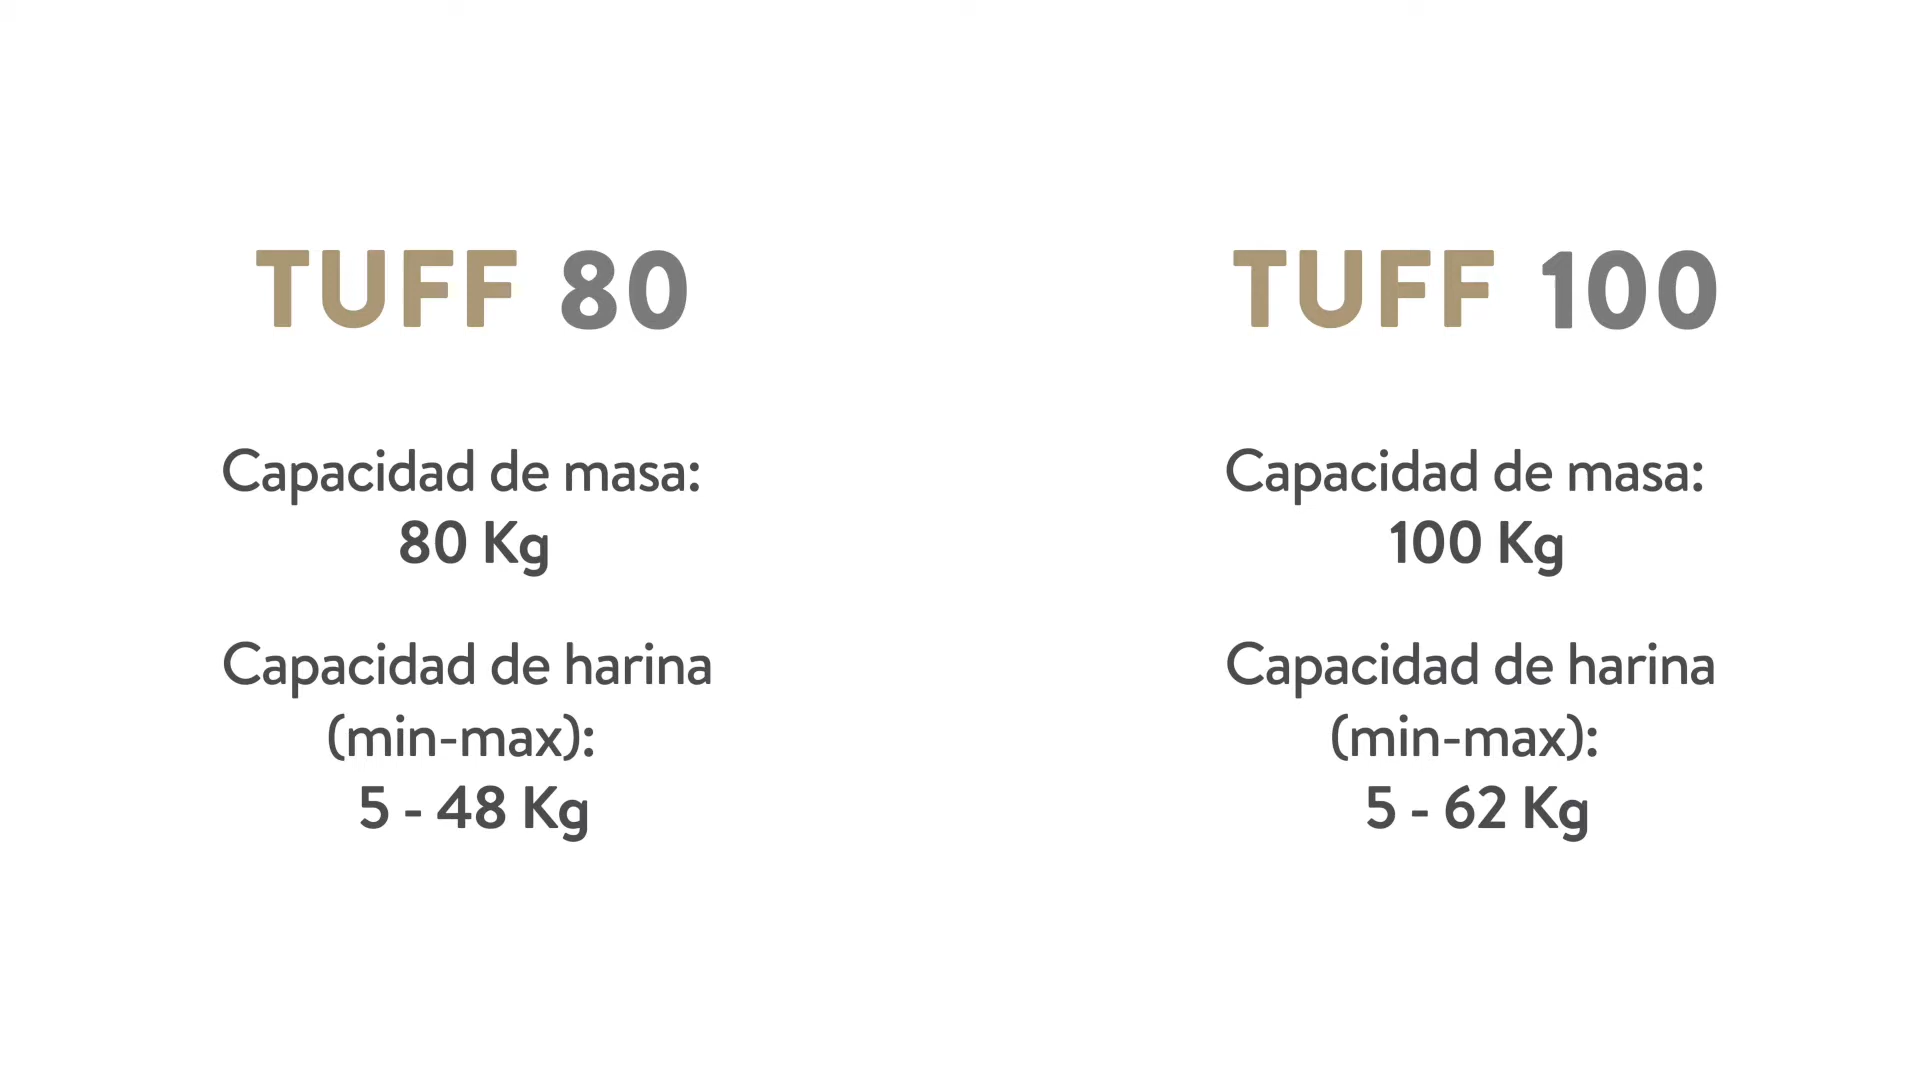 TUFF 80
Capacidad de masa:
80 Kg
Capacidad de harina
(min-max):
5 - 48 Kg
TUFF 100
Capacidad de masa:
100 Kg
Capacidad de harina
(min-max):
5 - 62 Kg